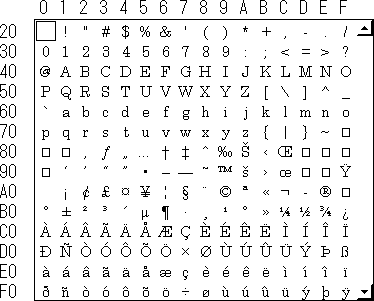 0 1 2 3 4 5 6 7 8 9 A B C D E F
20 ! " # $ % & ' ( ) * + , - . /
30 0 1 2 3 4 5 6 7 8 9 : ; < = > ?
40 @ A B C D E F G H I J K L M N O
50 P Q R S T U V W X Y Z [ \ ] ^ _
60 ` a b c d e f g h i j k l m n o
70 p q r s t u v w x y z { | } ~ □
80 □ □ ‚ ƒ „ … † ‡ ˆ ‰ Š ‹ Œ □ □ □
90 □ ‘ ’ “ ” • – — ˜ ™ š › œ □ □ Ÿ
A0 ¡ ¢ £ ¤ ¥ ¦ § ¨ © ª « ¬ - ® ¯
B0 ° ± ² ³ ´ µ ¶ · ¸ ¹ º » ¼ ½ ¾ ¿
C0 À Á Â Ã Ä Å Æ Ç È É Ê Ë Ì Í Î Ï
D0 Ð Ñ Ò Ó Ô Õ Ö × Ø Ù Ú Û Ü Ý Þ ß
E0 à á â ã ä å æ ç è é ê ë ì í î ï
F0 ð ñ ò ó ô õ ö ÷ ø ù ú û ü ý þ ÿ